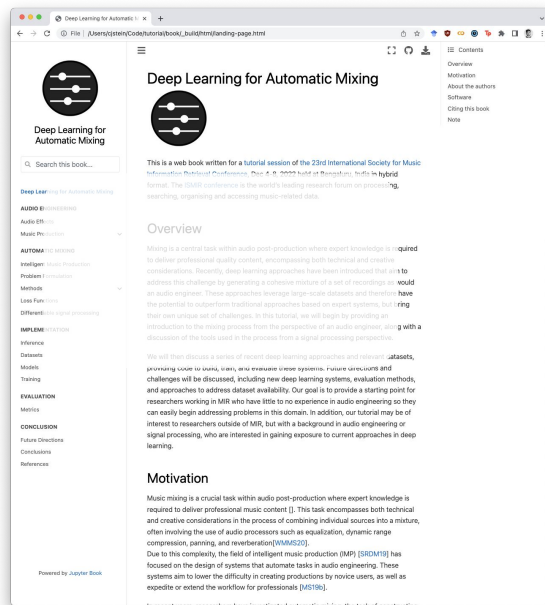 Deep Learning for Automatic M
File
/Users/cjstein/Code/tutorial/book/_build/html/landing-page.html
Deep Learning for
Automatic Mixing
Search this book...
Deep Learning for Automatic Mixing
AUDIO ENGINEERING
Audio Effects
Music Production
AUTOMATIC MIXING
Intelligent Music Production
Problem Formulation
Methods
Loss Functions
Differentiable signal processing
IMPLEMENTATION
Inference
Datasets
Models
Training
EVALUATION
Metrics
CONCLUSION
Future Directions
Conclusions
References
Powered by Jupyter Book
Deep Learning for Automatic Mixing
This is a web book written for a tutorial session of the 23rd International Society for Music
Information Retrieval Conference, Dec 4-8, 2022 held at Bengaluru, India in hybrid
format. The ISMIR conference is the world's leading research forum on processing,
searching, organising and accessing music-related data.
Overview
Mixing is a central task within audio post-production where expert knowledge is required
to deliver professional quality content, encompassing both technical and creative
considerations. Recently, deep learning approaches have been introduced that aim to
address this challenge by generating a cohesive mixture of a set of recordings as would
an audio engineer. These approaches leverage large-scale datasets and therefore have
the potential to outperform traditional approaches based on expert systems, but bring
their own unique set of challenges. In this tutorial, we will begin by providing an
introduction to the mixing process from the perspective of an audio engineer, along with a
discussion of the tools used in the process from a signal processing perspective.
We will then discuss a series of recent deep learning approaches and relevant datasets,
providing code to build, train, and evaluate these systems. Future directions and
challenges will be discussed, including new deep learning systems, evaluation methods,
and approaches to address dataset availability. Our goal is to provide a starting point for
researchers working in MIR who have little to no experience in audio engineering so they
can easily begin addressing problems in this domain. In addition, our tutorial may be of
interest to researchers outside of MIR, but with a background in audio engineering or
signal processing, who are interested in gaining exposure to current approaches in deep
learning.
Motivation
Music mixing is a crucial task within audio post-production where expert knowledge is
required to deliver professional music content []. This task encompasses both technical
and creative considerations in the process of combining individual sources into a mixture,
often involving the use of audio processors such as equalization, dynamic range
compression, panning, and reverberation[WMMS20].
Due to this complexity, the field of intelligent music production (IMP) [SRDM19] has
focused on the design of systems that automate tasks in audio engineering. These
systems aim to lower the difficulty in creating productions by novice users, as well as
expedite or extend the workflow for professionals [MS19b].
Contents
Overview
Motivation
About the authors
Software
Citing this book
Note